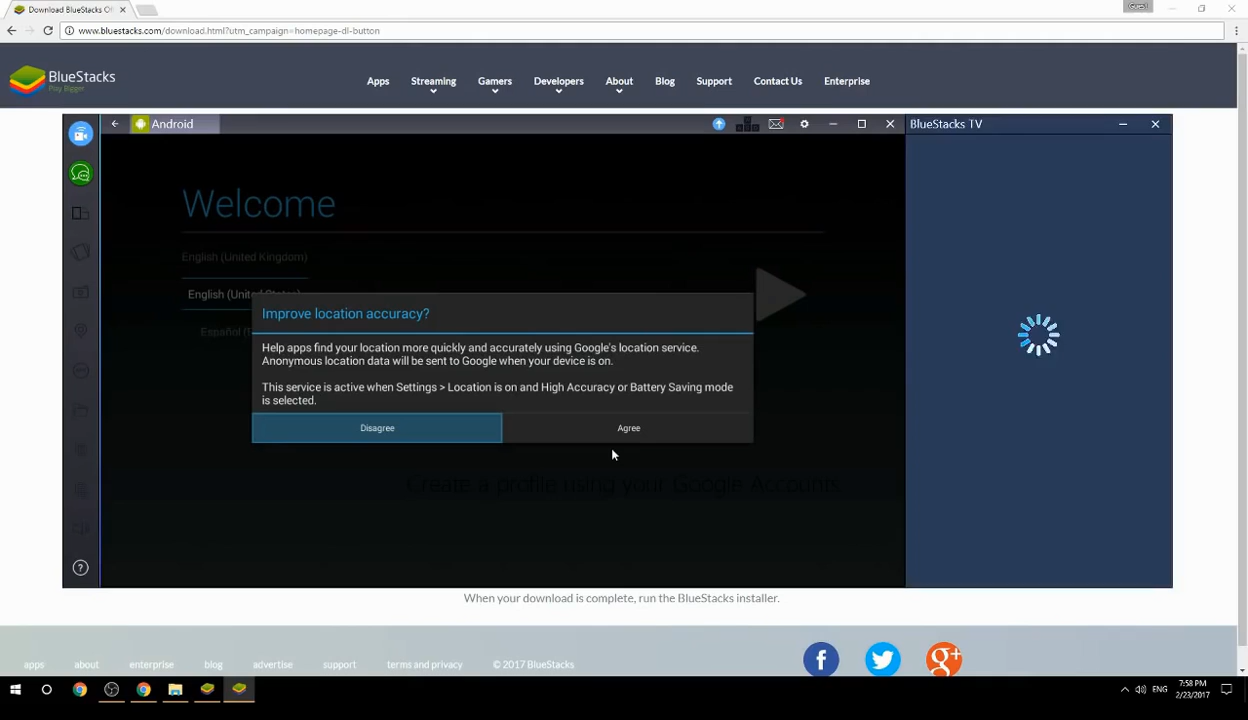 Download BlueStacks Of
Guest
www.bluestacks.com/download.html?utm_campaign=homepage-dl-button
BlueStacks
Play Bigger
Apps Streaming Gamers Developers About Blog Support Contact Us Enterprise
Android
BlueStacks TV
Welcome
English (United Kingdom)
English (United States)
Español (
Improve location accuracy?
Help apps find your location more quickly and accurately using Google's location service.
Anonymous location data will be sent to Google when your device is on.
This service is active when Settings > Location is on and High Accuracy or Battery Saving mode
is selected.
Disagree Agree
Create a profile using your Google Accounts
?
When your download is complete, run the BlueStacks installer.
apps about enterprise blog advertise support terms and privacy © 2017 BlueStacks
f g+
ENG 7:58 PM
2/23/2017